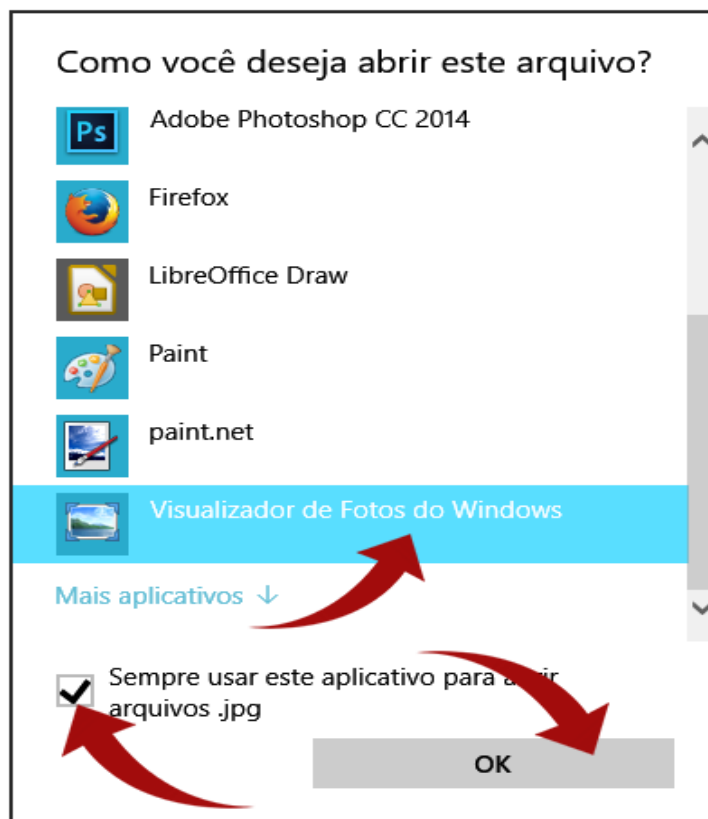 Como você deseja abrir este arquivo?
Ps
Adobe Photoshop CC 2014
Firefox
LibreOffice Draw
Paint
paint.net
Visualizador de Fotos do Windows
Mais aplicativos ↓
Sempre usar este aplicativo para abrir
arquivos .jpg
OK